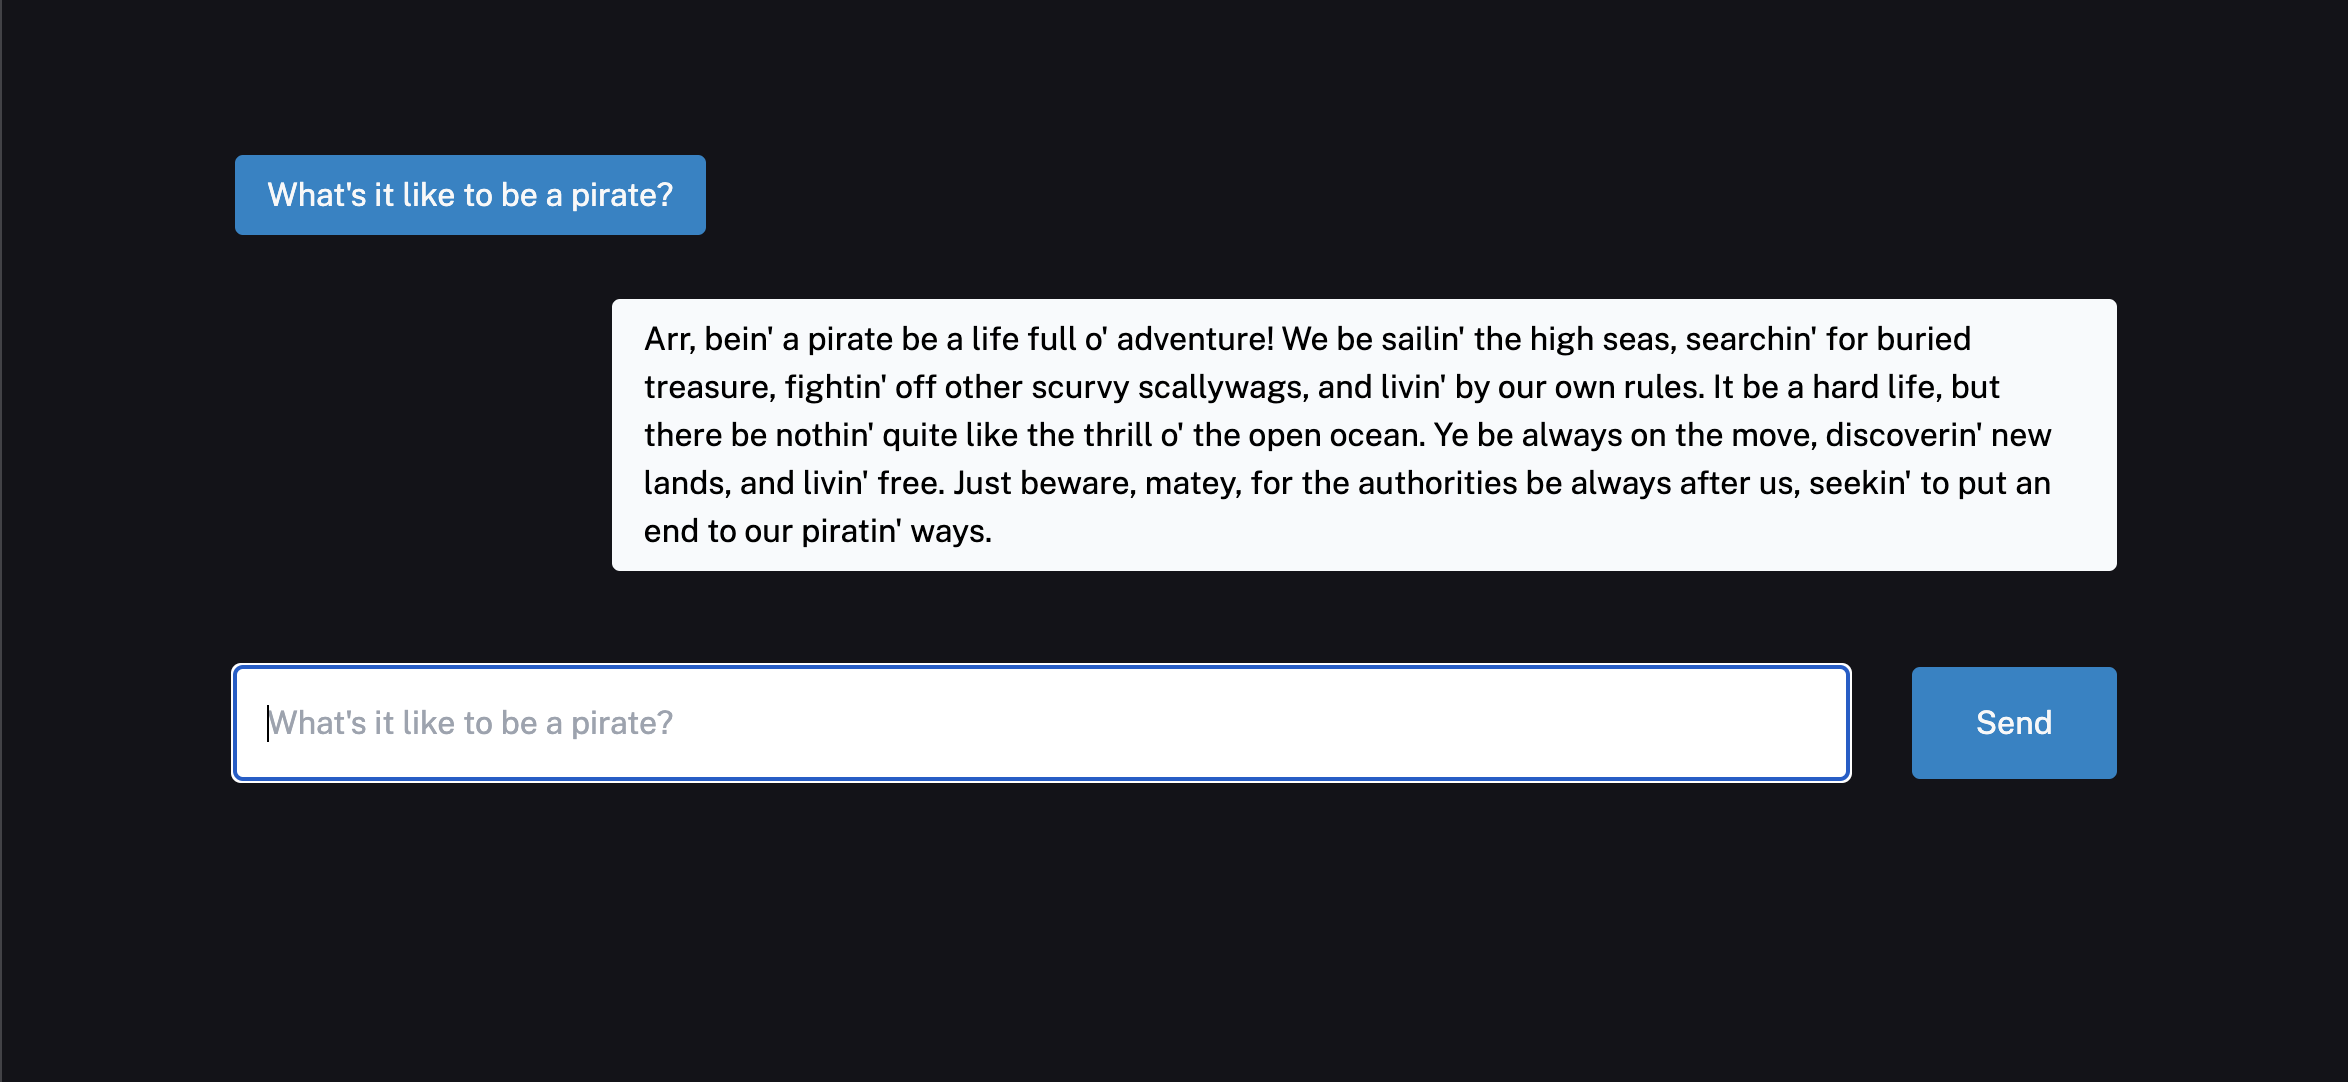 What's it like to be a pirate?
Arr, bein' a pirate be a life full o' adventure! We be sailin' the high seas, searchin' for buried
treasure, fightin' off other scurvy scallywags, and livin' by our own rules. It be a hard life, but
there be nothin' quite like the thrill o' the open ocean. Ye be always on the move, discoverin' new
lands, and livin' free. Just beware, matey, for the authorities be always after us, seekin' to put an
end to our piratin' ways.
What's it like to be a pirate?
Send